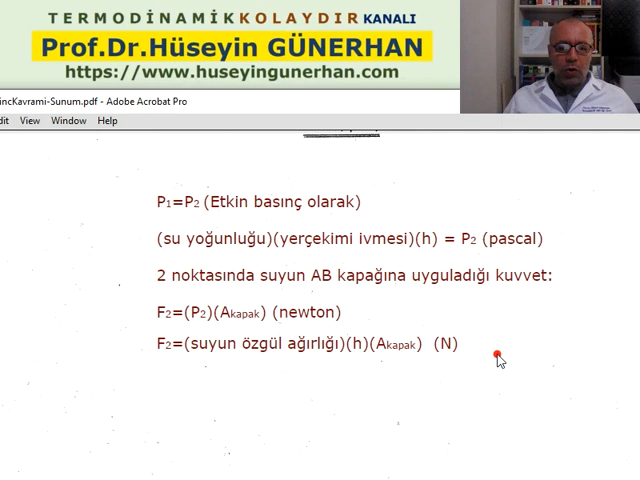 TERMODİNAMİKKOLAYDIR KANALI
Prof.Dr.Hüseyin GÜNERHAN
https://www.huseyingunerhan.com
incKavrami-Sunum.pdf - Adobe Acrobat Pro
dit View Window Help
P1=P2 (Etkin basınç olarak)
(su yoğunluğu)(yerçekimi ivmesi)(h) = P2 (pascal)
2 noktasında suyun AB kapağına uyguladığı kuvvet:
F2=(P2)(Akapak) (newton)
F2=(suyun özgül ağırlığı)(h)(Akapak) (N)